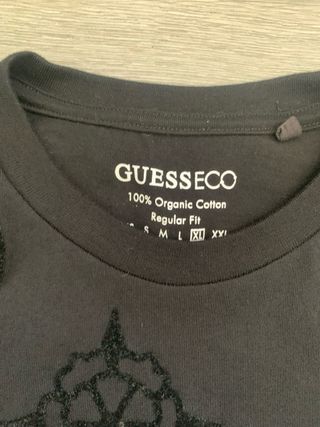 GUESSECO
100% Organic Cotton
Regular Fit
S M L XL XXL